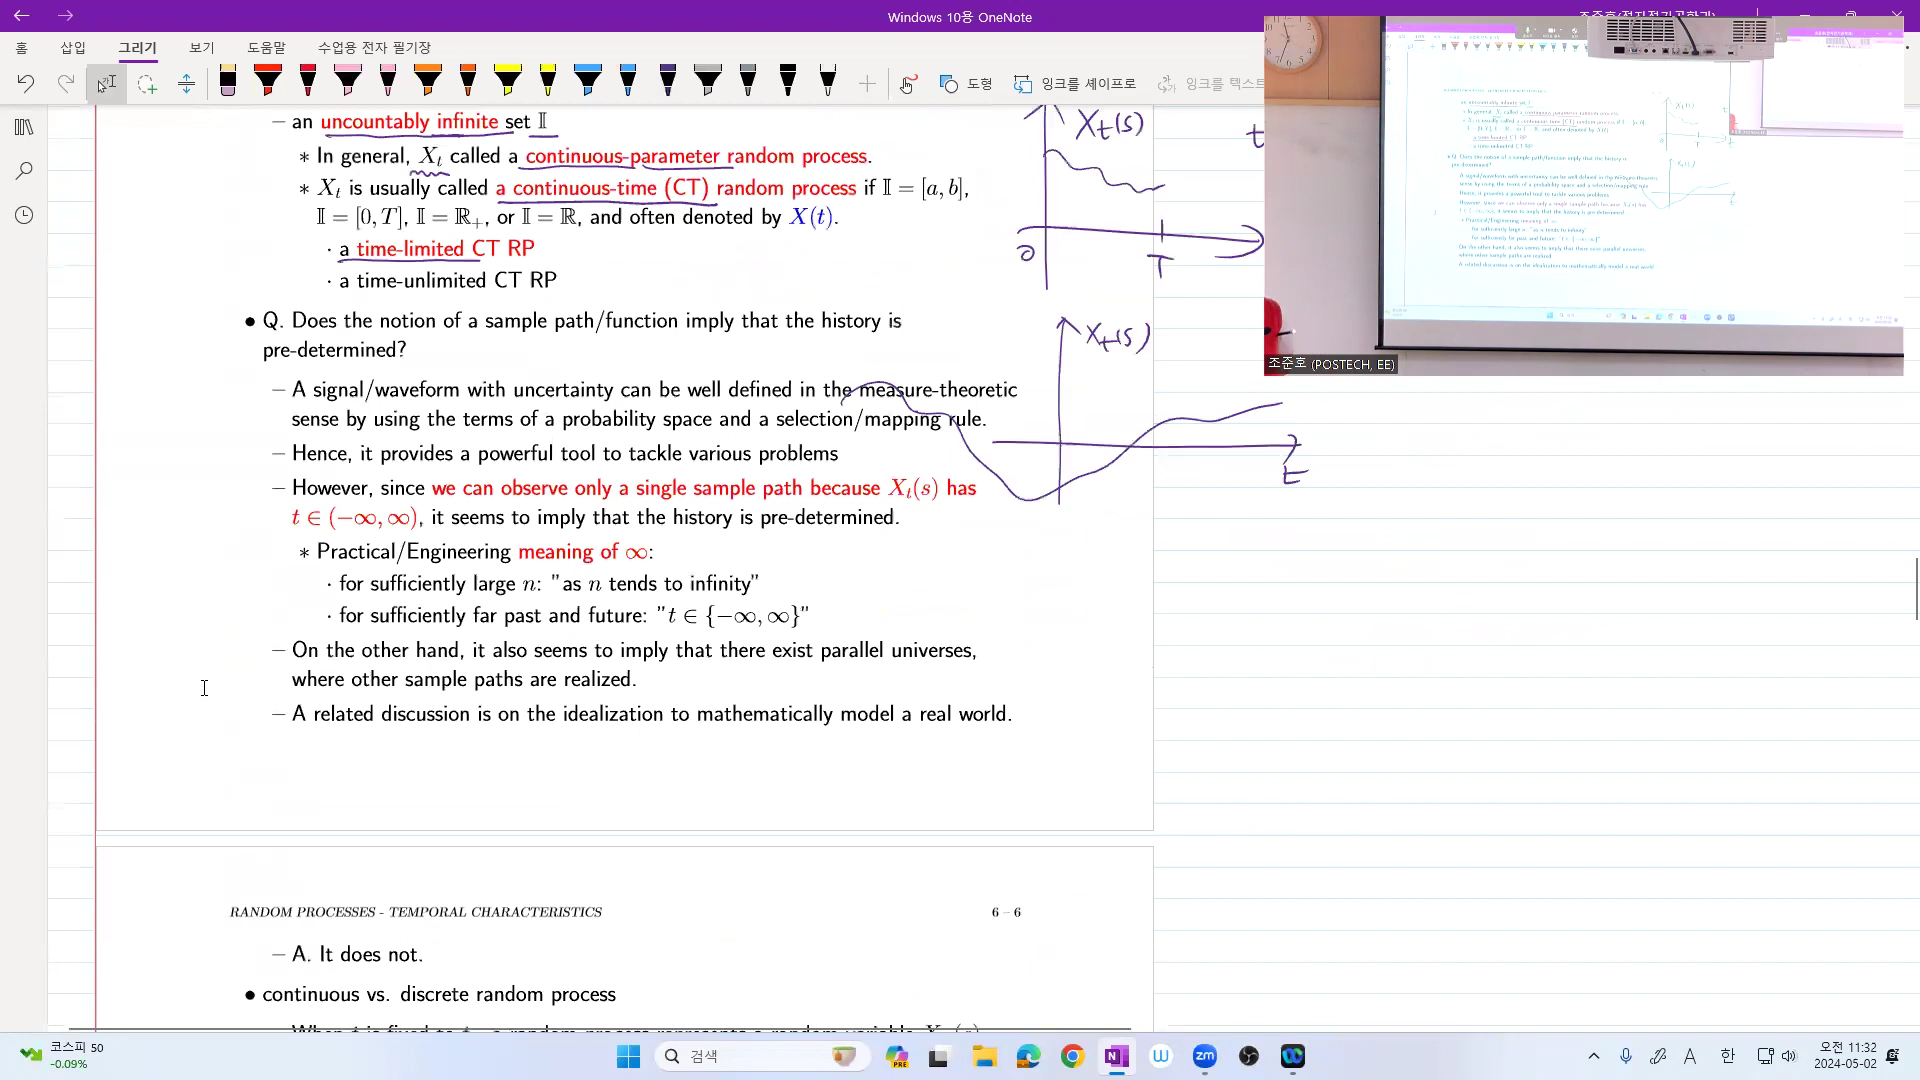 Windows 10용 OneNote
홈 삽입 그리기 보기 도움말 수업용 전자 필기장
도형 잉크를 셰이프로 잉크를 텍스트
– an uncountably infinite set 𝕀
∗ In general, Xₜ called a continuous-parameter random process.
∗ Xₜ is usually called a continuous-time (CT) random process if 𝕀 = [a, b],
𝕀 = [0, T], 𝕀 = ℝ₊, or 𝕀 = ℝ, and often denoted by X(t).
· a time-limited CT RP
· a time-unlimited CT RP
● Q. Does the notion of a sample path/function imply that the history is
pre-determined?
– A signal/waveform with uncertainty can be well defined in the measure-theoretic
sense by using the terms of a probability space and a selection/mapping rule.
– Hence, it provides a powerful tool to tackle various problems
– However, since we can observe only a single sample path because Xₜ(s) has
t ∈ (−∞, ∞), it seems to imply that the history is pre-determined.
∗ Practical/Engineering meaning of ∞:
· for sufficiently large n: "as n tends to infinity"
· for sufficiently far past and future: "t ∈ {−∞, ∞}"
– On the other hand, it also seems to imply that there exist parallel universes,
where other sample paths are realized.
– A related discussion is on the idealization to mathematically model a real world.
RANDOM PROCESSES - TEMPORAL CHARACTERISTICS 6 – 6
– A. It does not.
● continuous vs. discrete random process
Xₜ(s)
t
0
T
Xₜ(s)
t
조준호 (POSTECH, EE)
코스피 50
-0.09%
검색
PRE
zm
A 한
오전 11:32
2024-05-02